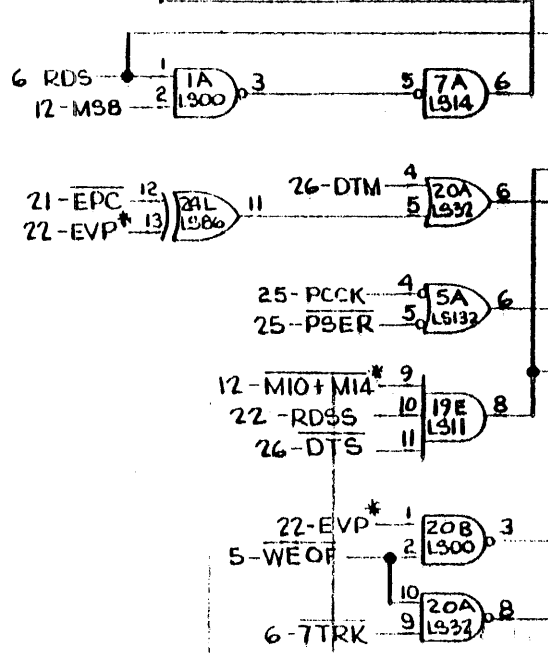 6 RDS 1 1A 3 5 7A 6
12-MS8 2 LS00 LS14
26-DTM 4 20A 6
21-EPC 12 2AL 11 5 LS32
22-EVP* 13 LS86
25-PCCK 4 5A 6
25-PSER 5 LS132
12-M10+M14* 9
22-RDSS 10 19E 8
26-DTS 11 LS11
22-EVP* 1 20B 3
5-WEOF 2 LS00
10 20A 8
6-7TRK 9 LS32